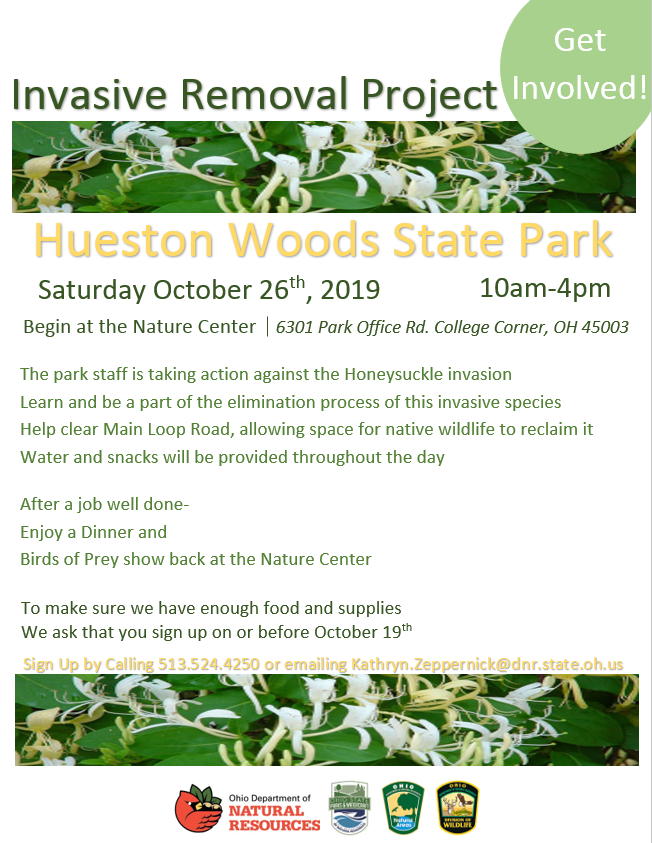 Get
Involved!
Invasive Removal Project
Hueston Woods State Park
Saturday October 26th, 2019 10am-4pm
Begin at the Nature Center | 6301 Park Office Rd. College Corner, OH 45003
The park staff is taking action against the Honeysuckle invasion
Learn and be a part of the elimination process of this invasive species
Help clear Main Loop Road, allowing space for native wildlife to reclaim it
Water and snacks will be provided throughout the day
After a job well done-
Enjoy a Dinner and
Birds of Prey show back at the Nature Center
To make sure we have enough food and supplies
We ask that you sign up on or before October 19th
Sign Up by Calling 513.524.4250 or emailing Kathryn.Zeppernick@dnr.state.oh.us
Ohio Department of
NATURAL
RESOURCES
OHIO
Natural
Areas
OHIO
DIVISION OF
WILDLIFE